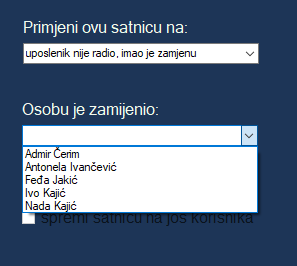 Primjeni ovu satnicu na:
uposlenik nije radio, imao je zamjenu
Osobu je zamijenio:
Admir Čerim
Antonela Ivančević
Feđa Jakić
Ivo Kajić
Nada Kajić
spremi satnicu na još korisnika